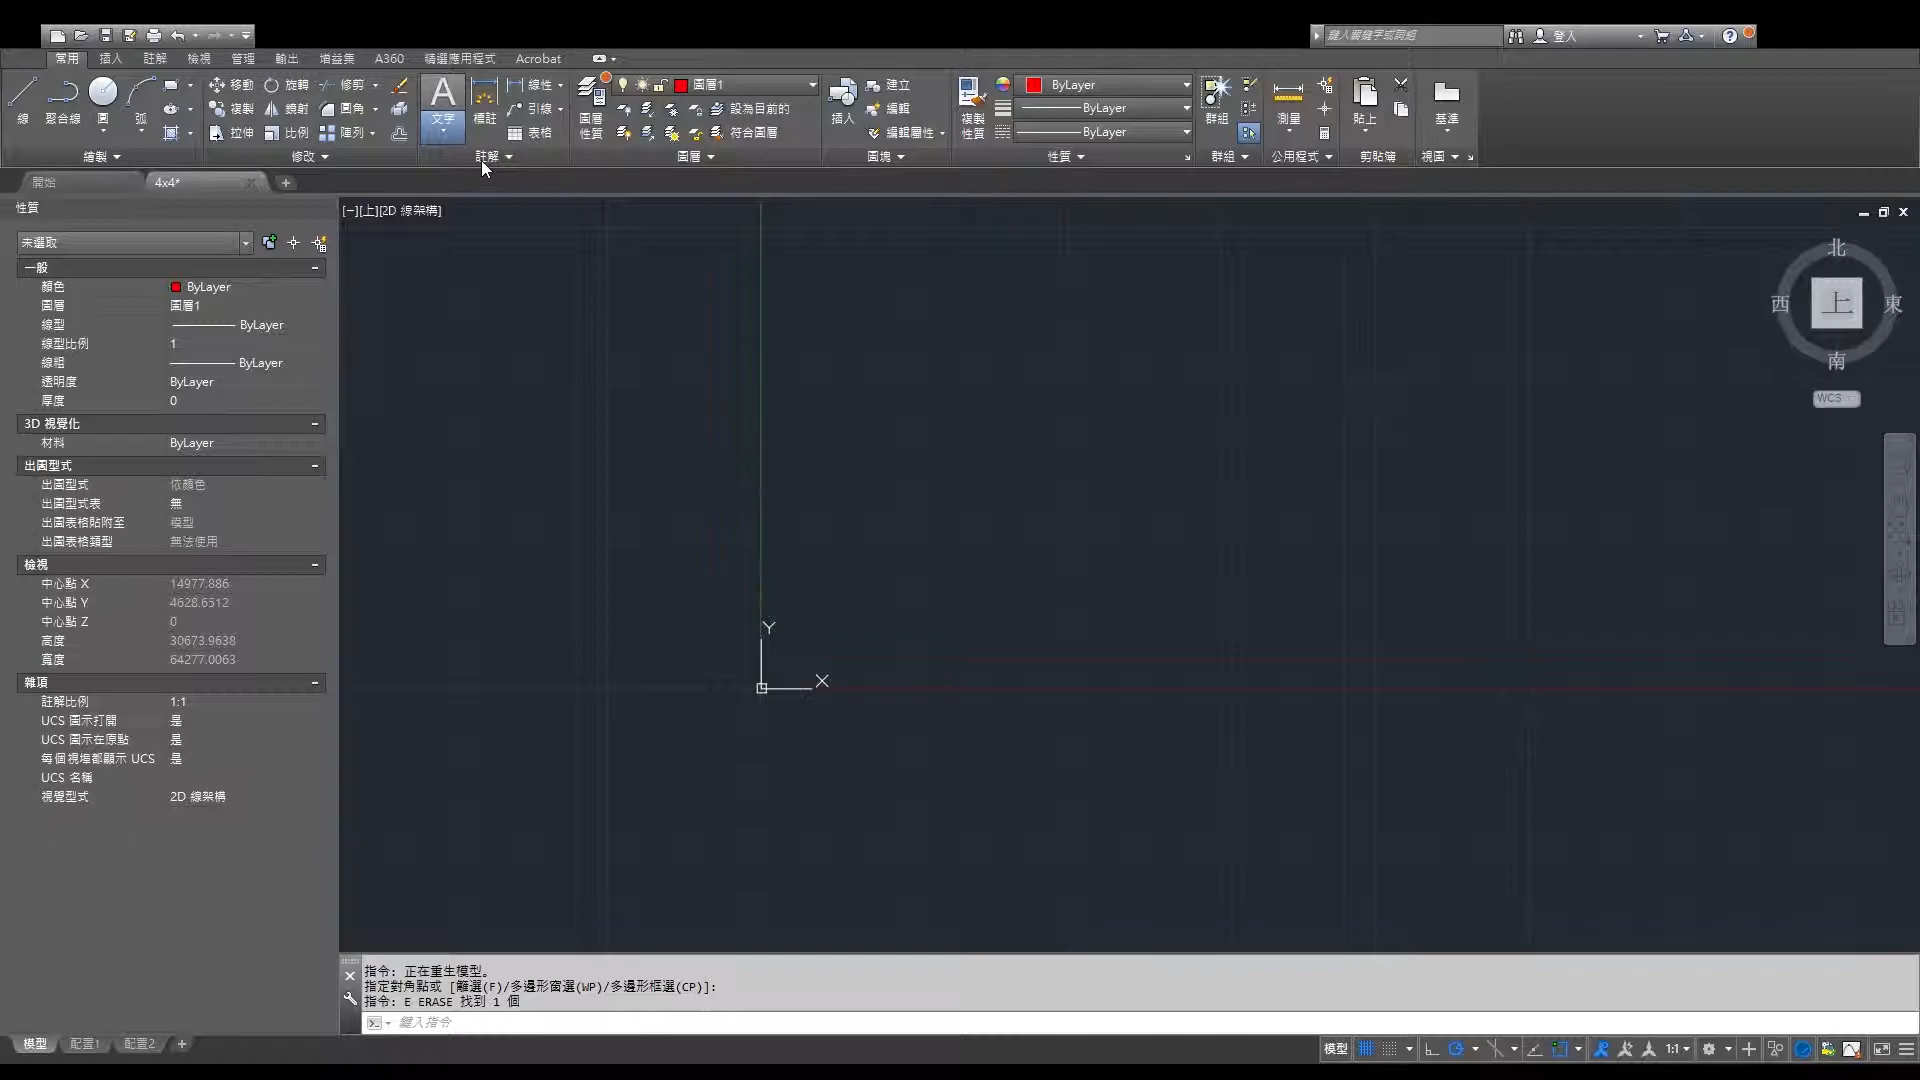 鍵入關鍵字或詞組
登入
常用 插入 註解 檢視 管理 輸出 增益集 A360 精選應用程式 Acrobat
線 聚合線 圓 弧
移動 旋轉 修剪
複製 鏡射 圓角
拉伸 比例 陣列
文字 標註
線性
引線
表格
圖層性質
圖層1
設為目前的
符合圖層
插入
建立
編輯
編輯屬性
複製性質
ByLayer
ByLayer
ByLayer
群組
測量
貼上
基準
繪製 修改 註解 圖層 圖塊 性質 群組 公用程式 剪貼簿 視圖
開始 4x4*
性質
未選取
一般
顏色 ByLayer
圖層 圖層1
線型 ByLayer
線型比例 1
線粗 ByLayer
透明度 ByLayer
厚度 0
3D 視覺化
材料 ByLayer
出圖型式
出圖型式 依顏色
出圖型式表 無
出圖表格貼附至 模型
出圖表格類型 無法使用
檢視
中心點 X 14977.886
中心點 Y 4628.6512
中心點 Z 0
高度 30673.9638
寬度 64277.0063
雜項
註解比例 1:1
UCS 圖示打開 是
UCS 圖示在原點 是
每個視埠都顯示 UCS 是
UCS 名稱
視覺型式 2D 線架構
[−][上][2D 線架構]
北
西 上 東
南
WCS
Y
X
指令: 正在重生模型。
指定對角點或 [籬選(F)/多邊形窗選(WP)/多邊形框選(CP)]:
指令: E ERASE 找到 1 個
鍵入指令
模型 配置1 配置2 +
模型 1:1